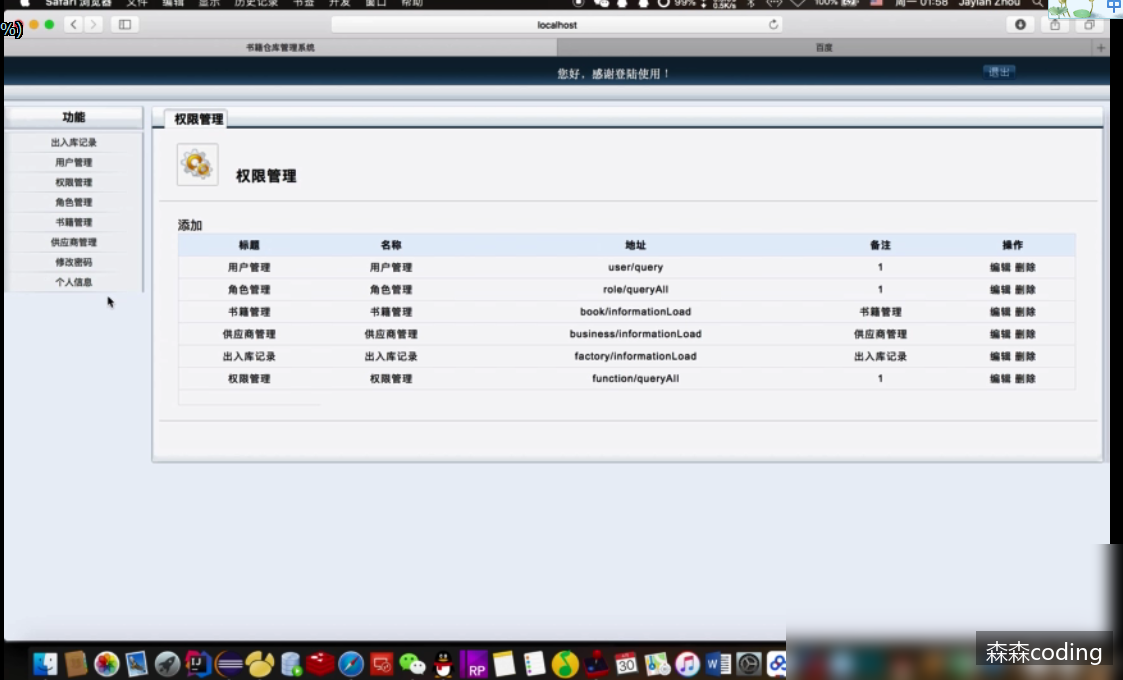 Safari 浏览器 文件 编辑 显示 历史记录 书签 开发 窗口 帮助 99% 0.5K/s 100% 周一 01:58 Jaylan Zhou
中
%)
localhost
书籍仓库管理系统 百度 +
您好，感谢登陆使用！ 退出
功能
出入库记录
用户管理
权限管理
角色管理
书籍管理
供应商管理
修改密码
个人信息
权限管理
权限管理
添加
标题 名称 地址 备注 操作
用户管理 用户管理 user/query 1 编辑 删除
角色管理 角色管理 role/queryAll 1 编辑 删除
书籍管理 书籍管理 book/informationLoad 书籍管理 编辑 删除
供应商管理 供应商管理 business/informationLoad 供应商管理 编辑 删除
出入库记录 出入库记录 factory/informationLoad 出入库记录 编辑 删除
权限管理 权限管理 function/queryAll 1 编辑 删除
IJ RP 30 W
森森coding